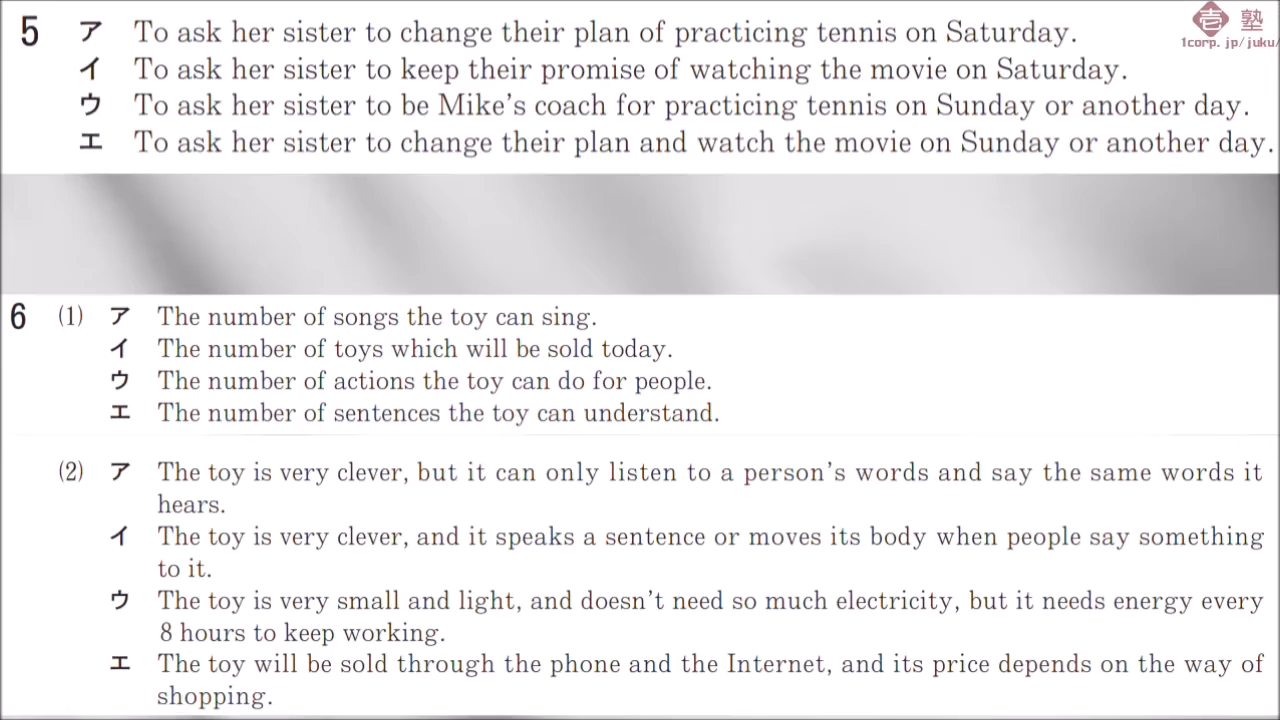 壱塾
1corp. jp/juku/
5 ア To ask her sister to change their plan of practicing tennis on Saturday.
イ To ask her sister to keep their promise of watching the movie on Saturday.
ウ To ask her sister to be Mike's coach for practicing tennis on Sunday or another day.
エ To ask her sister to change their plan and watch the movie on Sunday or another day.
6 (1) ア The number of songs the toy can sing.
イ The number of toys which will be sold today.
ウ The number of actions the toy can do for people.
エ The number of sentences the toy can understand.
(2) ア The toy is very clever, but it can only listen to a person's words and say the same words it
hears.
イ The toy is very clever, and it speaks a sentence or moves its body when people say something
to it.
ウ The toy is very small and light, and doesn't need so much electricity, but it needs energy every
8 hours to keep working.
エ The toy will be sold through the phone and the Internet, and its price depends on the way of
shopping.